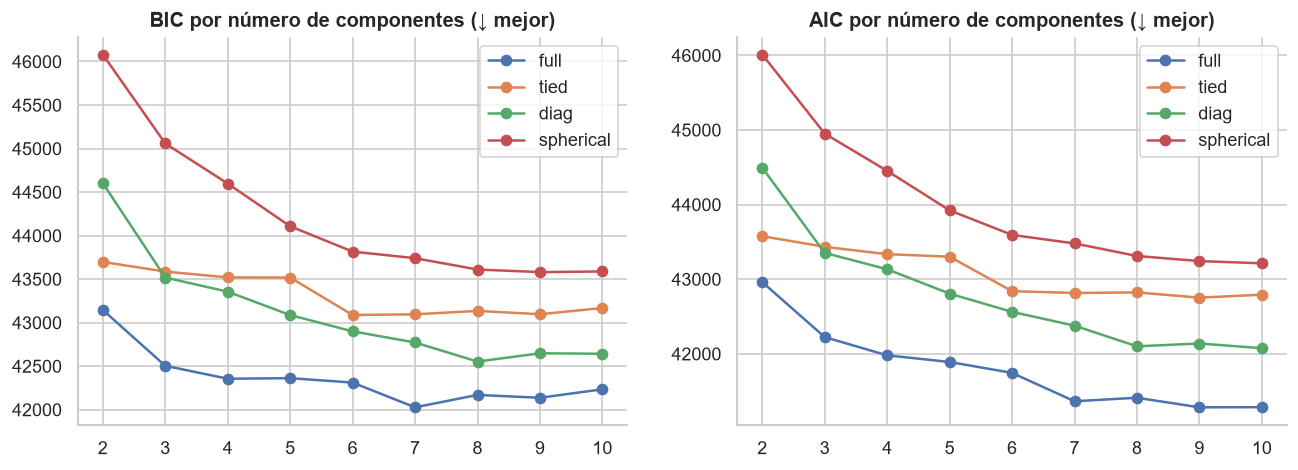 BIC por número de componentes (↓ mejor)
46000
45500
45000
44500
44000
43500
43000
42500
42000
2 3 4 5 6 7 8 9 10
full
tied
diag
spherical
AIC por número de componentes (↓ mejor)
46000
45000
44000
43000
42000
2 3 4 5 6 7 8 9 10
full
tied
diag
spherical